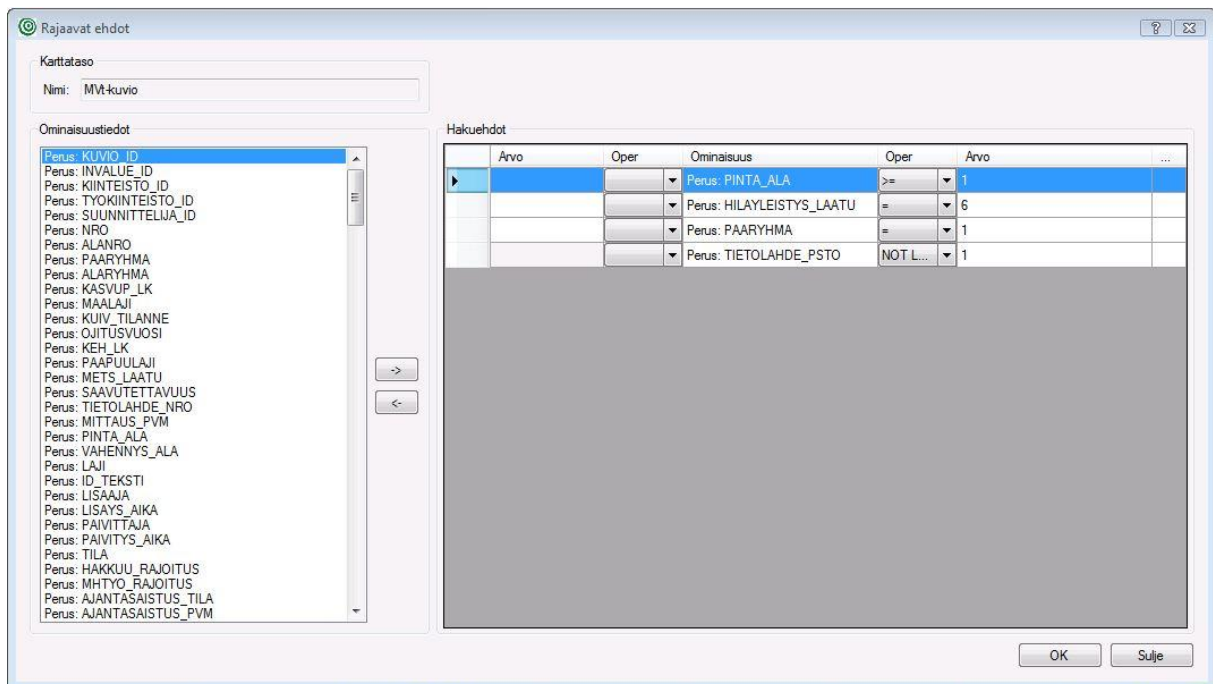 Rajaavat ehdot
Karttataso
Nimi: MVt-kuvio
Ominaisuustiedot
Perus: KUVIO_ID
Perus: INVALUE_ID
Perus: KIINTEISTO_ID
Perus: TYOKIINTEISTO_ID
Perus: SUUNNITTELIJA_ID
Perus: NRO
Perus: ALANRO
Perus: PAARYHMA
Perus: ALARYHMA
Perus: KASVUP_LK
Perus: MAALAJI
Perus: KUIV_TILANNE
Perus: OJITUSVUOSI
Perus: KEH_LK
Perus: PAAPUULAJI
Perus: METS_LAATU
Perus: SAAVUTETTAVUUS
Perus: TIETOLAHDE_NRO
Perus: MITTAUS_PVM
Perus: PINTA_ALA
Perus: VAHENNYS_ALA
Perus: LAJI
Perus: ID_TEKSTI
Perus: LISAAJA
Perus: LISAYS_AIKA
Perus: PAIVITTAJA
Perus: PAIVITYS_AIKA
Perus: TILA
Perus: HAKKUU_RAJOITUS
Perus: MHTYO_RAJOITUS
Perus: AJANTASAISTUS_TILA
Perus: AJANTASAISTUS_PVM
->
<-
Hakuehdot
Arvo Oper Ominaisuus Oper Arvo ...
Perus: PINTA_ALA >= 1
Perus: HILAYLEISTYS_LAATU = 6
Perus: PAARYHMA = 1
Perus: TIETOLAHDE_PSTO NOT L... 1
OK Sulje